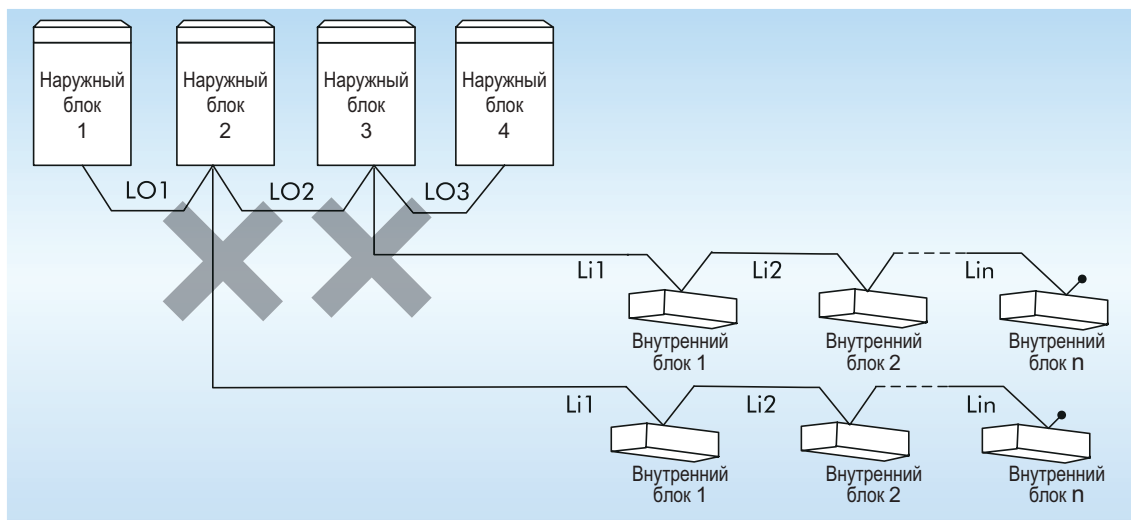 Наружный
блок
1
Наружный
блок
2
Наружный
блок
3
Наружный
блок
4
LO1
LO2
LO3
Li1
Li2
Lin
Внутренний
блок 1
Внутренний
блок 2
Внутренний
блок n
Li1
Li2
Lin
Внутренний
блок 1
Внутренний
блок 2
Внутренний
блок n